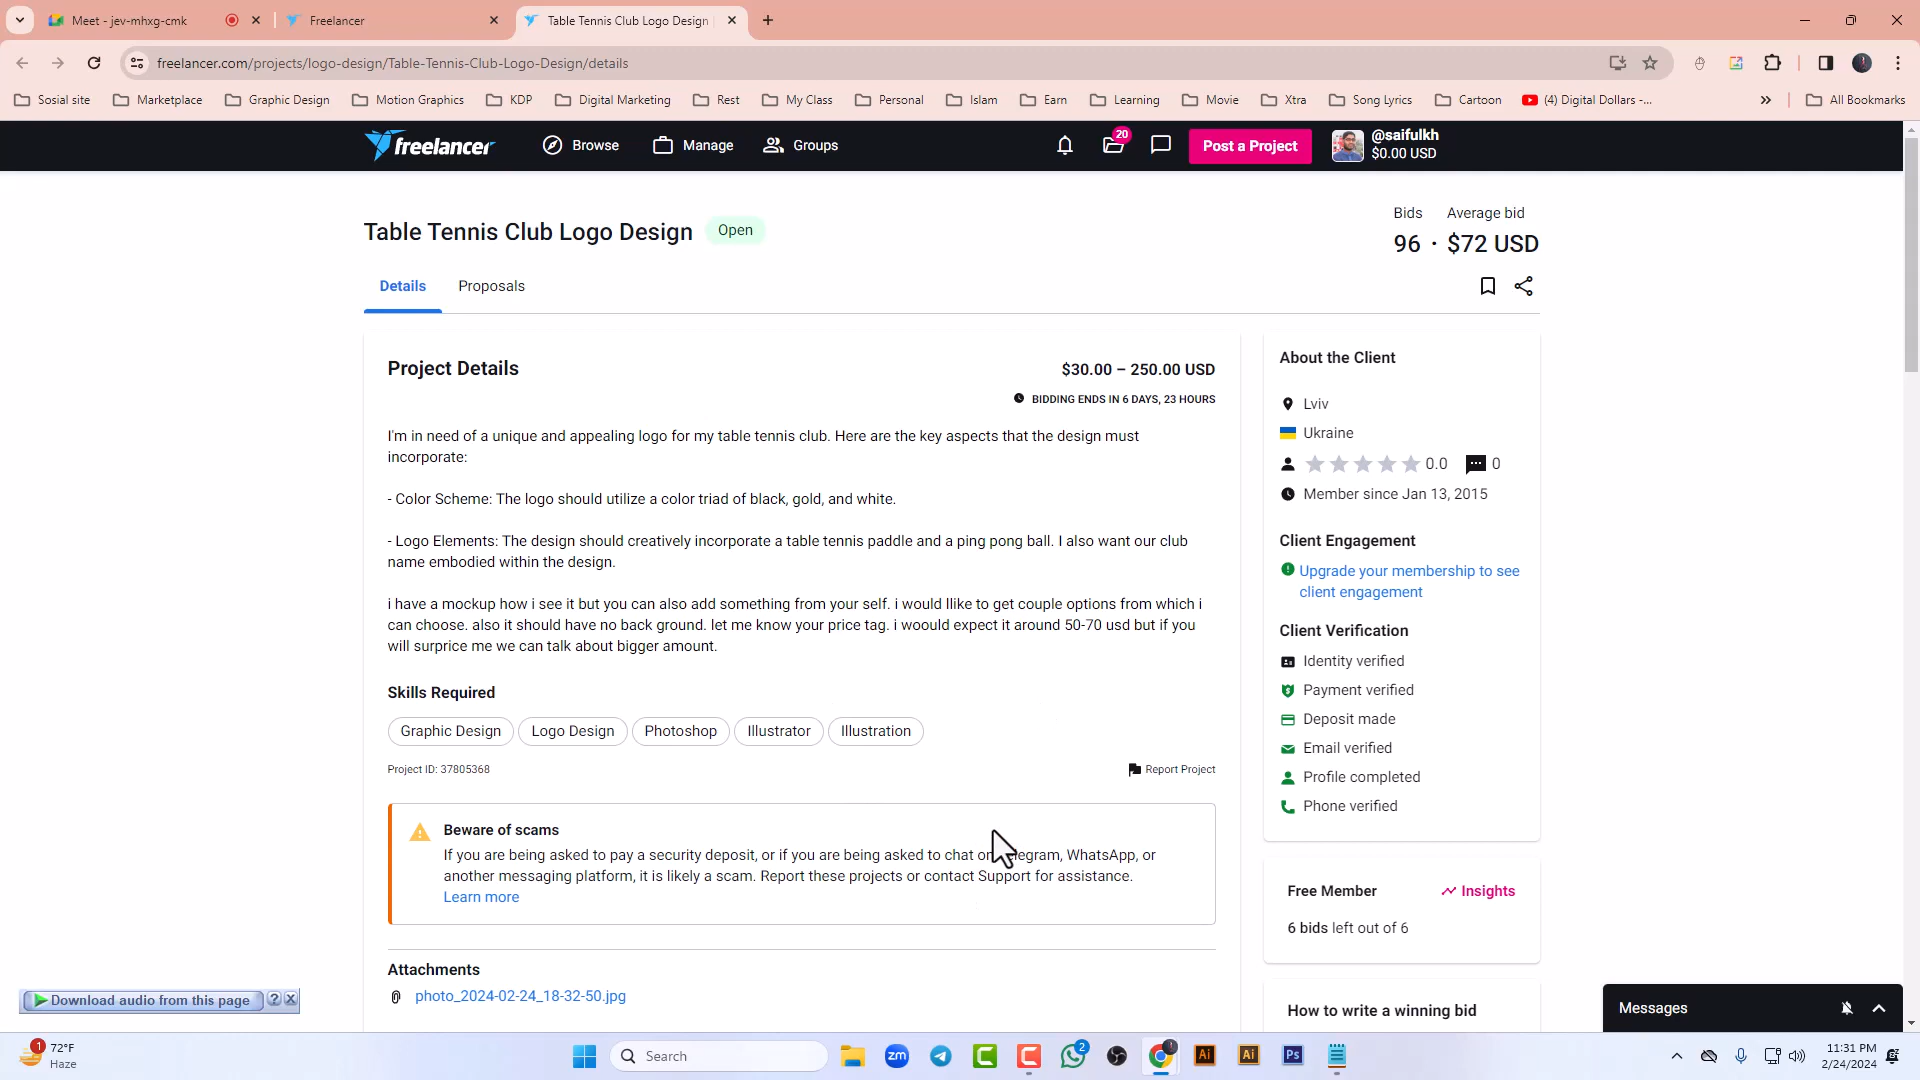 Meet - jev-mhxg-cmk
Freelancer
Table Tennis Club Logo Design
freelancer.com/projects/logo-design/Table-Tennis-Club-Logo-Design/details
Sosial site
Marketplace
Graphic Design
Motion Graphics
KDP
Digital Marketing
Rest
My Class
Personal
Islam
Earn
Learning
Movie
Xtra
Song Lyrics
Cartoon
(4) Digital Dollars -...
»
All Bookmarks
freelancer
Browse
Manage
Groups
20
Post a Project
@saifulkh
$0.00 USD
Table Tennis Club Logo Design
Open
Bids Average bid
96 · $72 USD
Details
Proposals
Project Details
$30.00 – 250.00 USD
BIDDING ENDS IN 6 DAYS, 23 HOURS
I'm in need of a unique and appealing logo for my table tennis club. Here are the key aspects that the design must
incorporate:
- Color Scheme: The logo should utilize a color triad of black, gold, and white.
- Logo Elements: The design should creatively incorporate a table tennis paddle and a ping pong ball. I also want our club
name embodied within the design.
i have a mockup how i see it but you can also add something from your self. i would llike to get couple options from which i
can choose. also it should have no back ground. let me know your price tag. i woould expect it around 50-70 usd but if you
will surprice me we can talk about bigger amount.
Skills Required
Graphic Design
Logo Design
Photoshop
Illustrator
Illustration
Project ID: 37805368
Report Project
Beware of scams
If you are being asked to pay a security deposit, or if you are being asked to chat on Telegram, WhatsApp, or
another messaging platform, it is likely a scam. Report these projects or contact Support for assistance.
Learn more
Attachments
photo_2024-02-24_18-32-50.jpg
About the Client
Lviv
Ukraine
0.0
0
Member since Jan 13, 2015
Client Engagement
Upgrade your membership to see
client engagement
Client Verification
Identity verified
Payment verified
Deposit made
Email verified
Profile completed
Phone verified
Free Member
Insights
6 bids left out of 6
How to write a winning bid
Download audio from this page
?
Messages
1
72°F
Haze
Search
zm
2
Ai
Ai
Ps
11:31 PM
2/24/2024